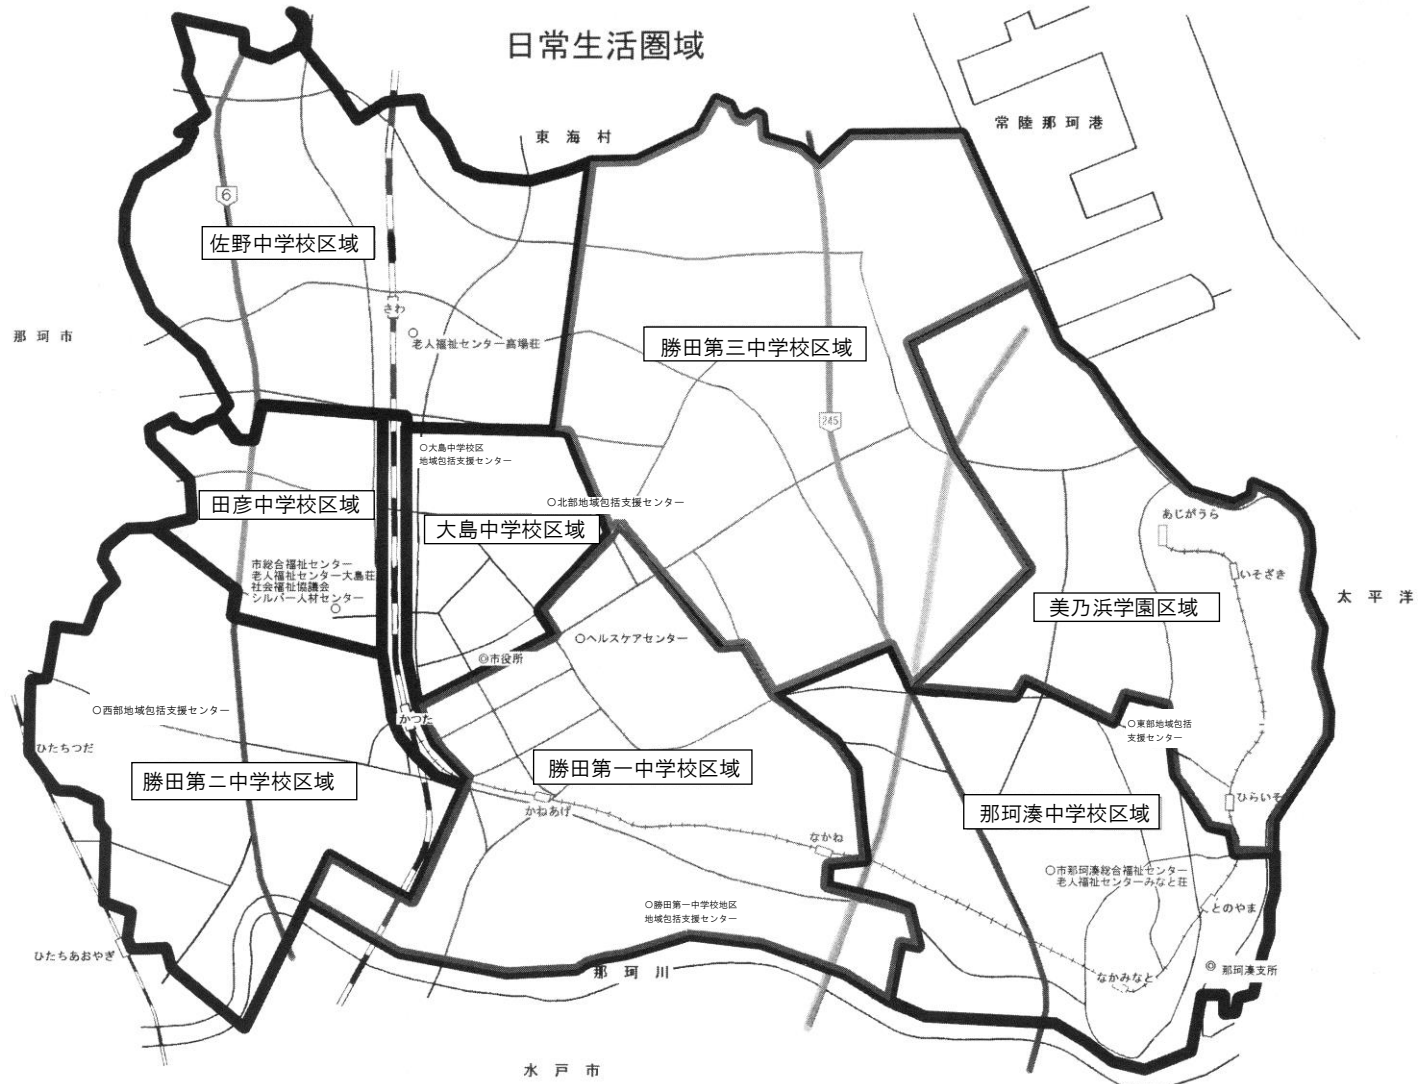 日常生活圏域
常陸那珂港
東海村
6
佐野中学校区域
さわ
那珂市
老人福祉センター高場荘
勝田第三中学校区域
245
○大島中学校区
地域包括支援センター
田彦中学校区域
○北部地域包括支援センター
大島中学校区域
あじがうら
市総合福祉センター
老人福祉センター大島荘
社会福祉協議会
シルバー人材センター
いそざき
太平洋
美乃浜学園区域
○ヘルスケアセンター
◎市役所
○西部地域包括支援センター
かつた
○東部地域包括
支援センター
ひたちつだ
勝田第二中学校区域
勝田第一中学校区域
ひらいそ
かねあげ
那珂湊中学校区域
なかね
○市那珂湊総合福祉センター
老人福祉センターみなと荘
○勝田第一中学校地区
地域包括支援センター
とのやま
ひたちあおやぎ
那珂川
なかみなと
◎那珂湊支所
水戸市